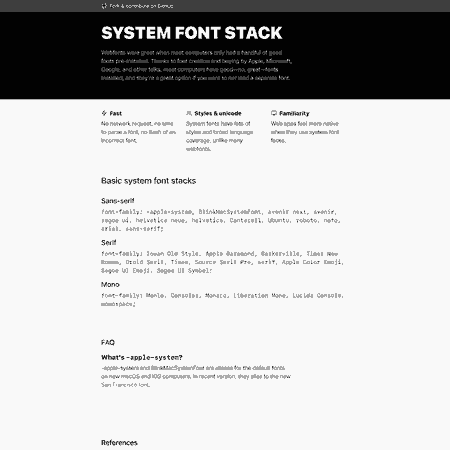 Fork & contribute on GitHub
SYSTEM FONT STACK
Webfonts were great when most computers only had a handful of good
fonts pre-installed. Thanks to font creation and buying by Apple, Microsoft,
Google, and other folks, most computers have good—no, great—fonts
installed, and they're a great option if you want to not load a separate font.
Fast
No network request, no time
to parse a font, no flash of an
incorrect font.
Styles & unicode
System fonts have lots of
styles and broad language
coverage, unlike many
webfonts.
Familiarity
Web apps feel more native
when they use system font
faces.
Basic system font stacks
Sans-serif
font-family: -apple-system, BlinkMacSystemFont, avenir next, avenir,
segoe ui, helvetica neue, helvetica, Cantarell, Ubuntu, roboto, noto,
arial, sans-serif;
Serif
font-family: Iowan Old Style, Apple Garamond, Baskerville, Times New
Roman, Droid Serif, Times, Source Serif Pro, serif, Apple Color Emoji,
Segoe UI Emoji, Segoe UI Symbol;
Mono
font-family: Menlo, Consolas, Monaco, Liberation Mono, Lucida Console,
monospace;
FAQ
What's -apple-system?
-apple-system and BlinkMacSystemFont are aliases for the default fonts
on new macOS and iOS computers. In recent version, they alias to the new
San Francisco font.
References